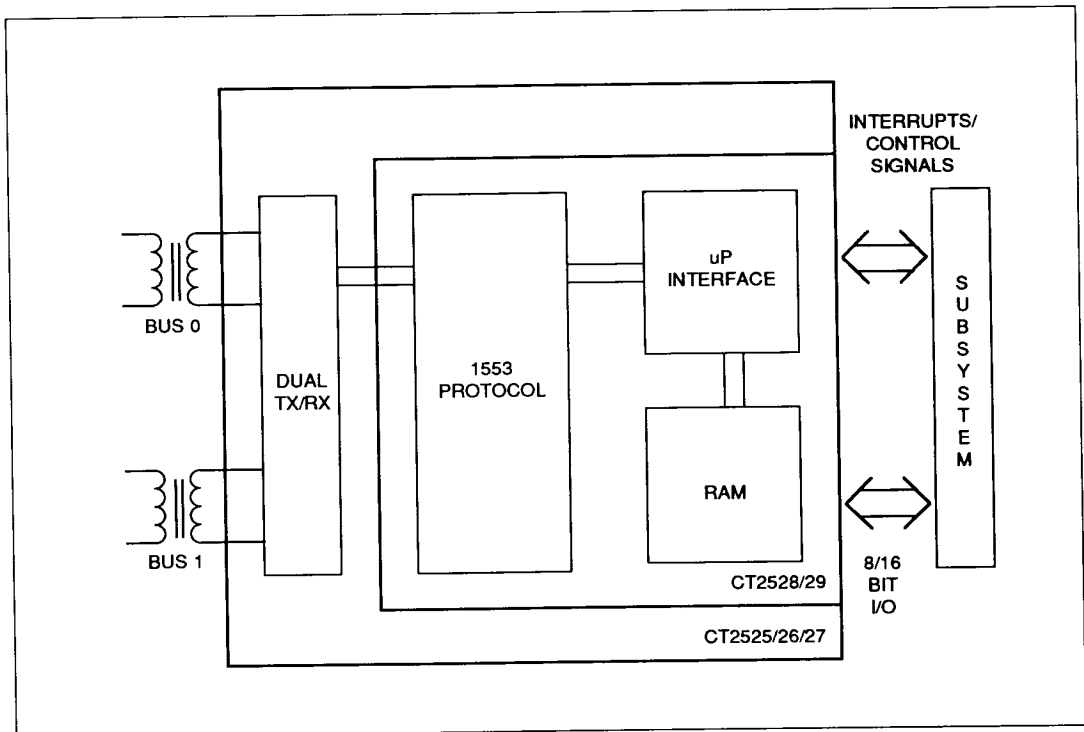 INTERRUPTS/
CONTROL
SIGNALS
BUS 0
DUAL
TX/RX
1553
PROTOCOL
uP
INTERFACE
SUBSYSTEM
RAM
BUS 1
8/16
BIT
I/O
CT2528/29
CT2525/26/27